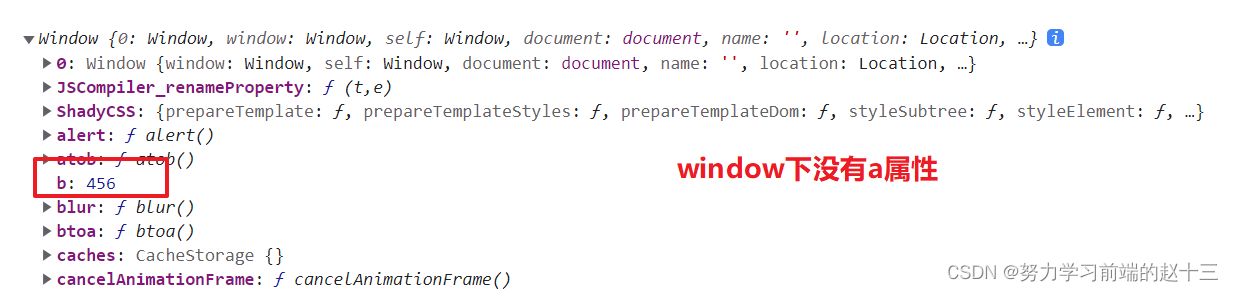 Window {0: Window, window: Window, self: Window, document: document, name: '', location: Location, …} i
0: Window {window: Window, self: Window, document: document, name: '', location: Location, …}
JSCompiler_renameProperty: ƒ (t,e)
ShadyCSS: {prepareTemplate: ƒ, prepareTemplateStyles: ƒ, prepareTemplateDom: ƒ, styleSubtree: ƒ, styleElement: ƒ, …}
alert: ƒ alert()
atob: ƒ atob()
window下没有a属性
b: 456
blur: ƒ blur()
btoa: ƒ btoa()
caches: CacheStorage {}
cancelAnimationFrame: ƒ cancelAnimationFrame()
CSDN @努力学习前端的赵十三